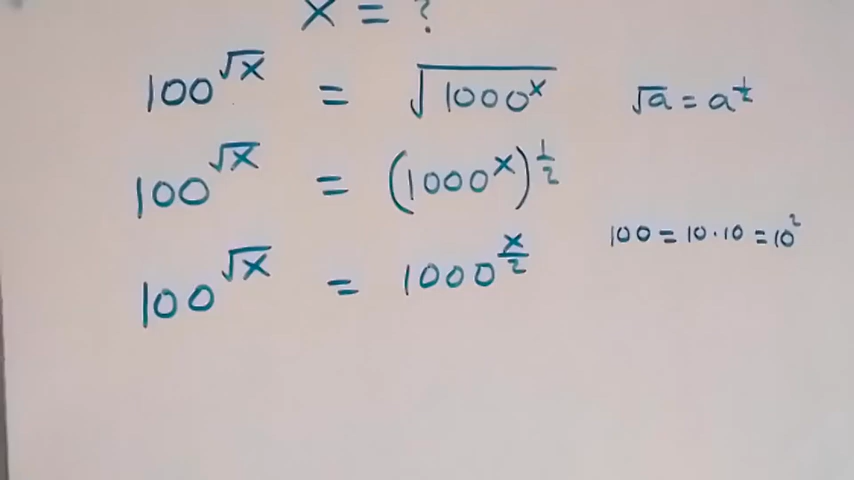 x = ?
100^√x = √1000^x
√a = a^½
100^√x = (1000^x)^½
100 = 10·10 = 10²
100^√x = 1000^x/2